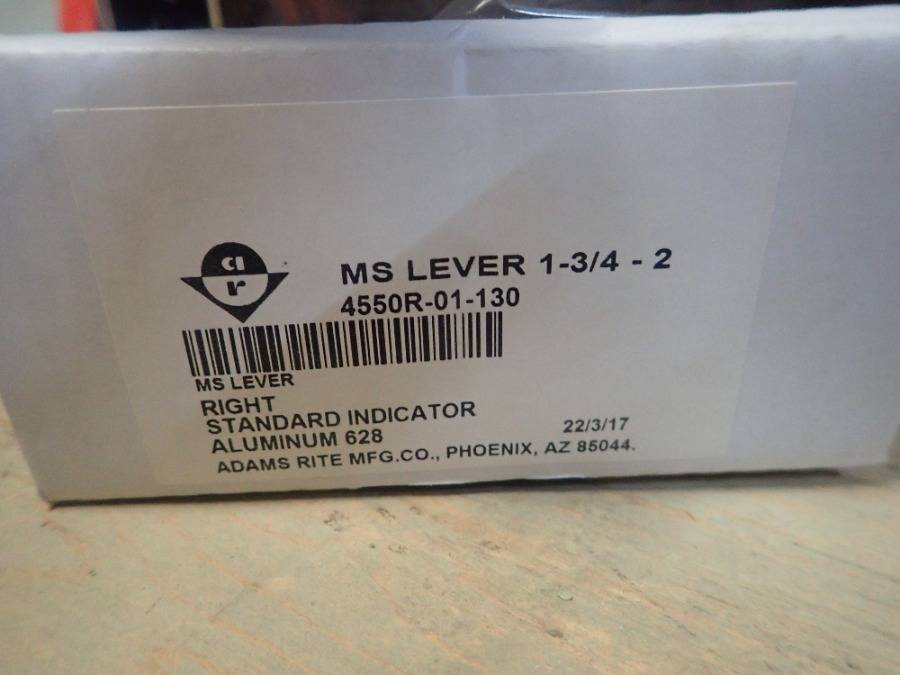 ar
MS LEVER 1-3/4 - 2
4550R-01-130
MS LEVER
RIGHT
STANDARD INDICATOR
ALUMINUM 628
22/3/17
ADAMS RITE MFG.CO., PHOENIX, AZ 85044.